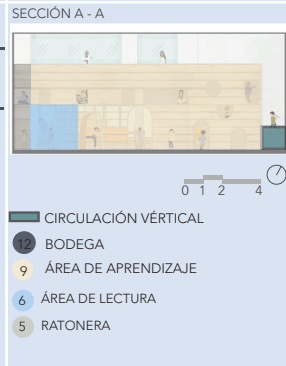 SECCIÓN A - A
0 1 2 4
CIRCULACIÓN VÉRTICAL
12 BODEGA
9 ÁREA DE APRENDIZAJE
6 ÁREA DE LECTURA
5 RATONERA